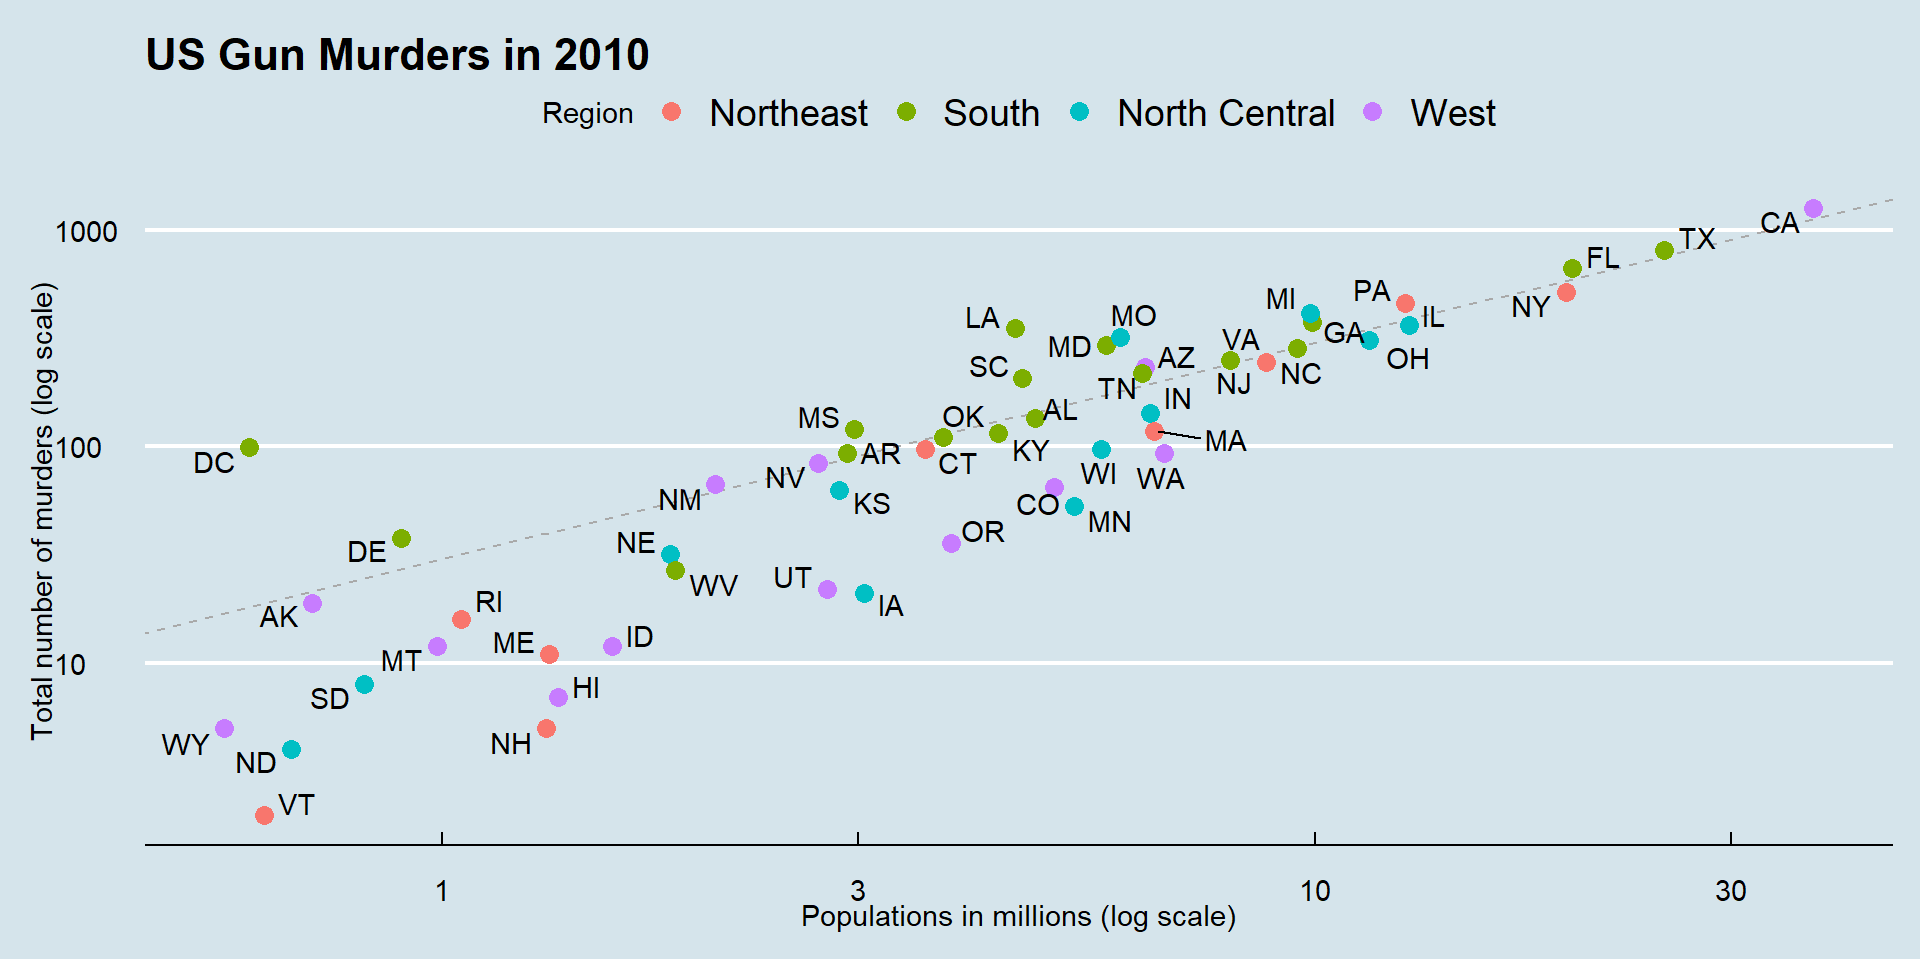 US Gun Murders in 2010
Region Northeast South North Central West
Total number of murders (log scale)
1000
100
10
CA
TX
FL
NY
PA
IL
MI
GA
OH
LA
MO
MD
VA
SC
AZ
TN
NJ
NC
IN
MS
OK
AL
MA
DC
AR
CT
KY
WI
WA
NV
NM
KS
CO
MN
OR
DE
NE
WV
UT
IA
AK
RI
ME
ID
MT
SD
HI
WY
NH
ND
VT
1
3
10
30
Populations in millions (log scale)